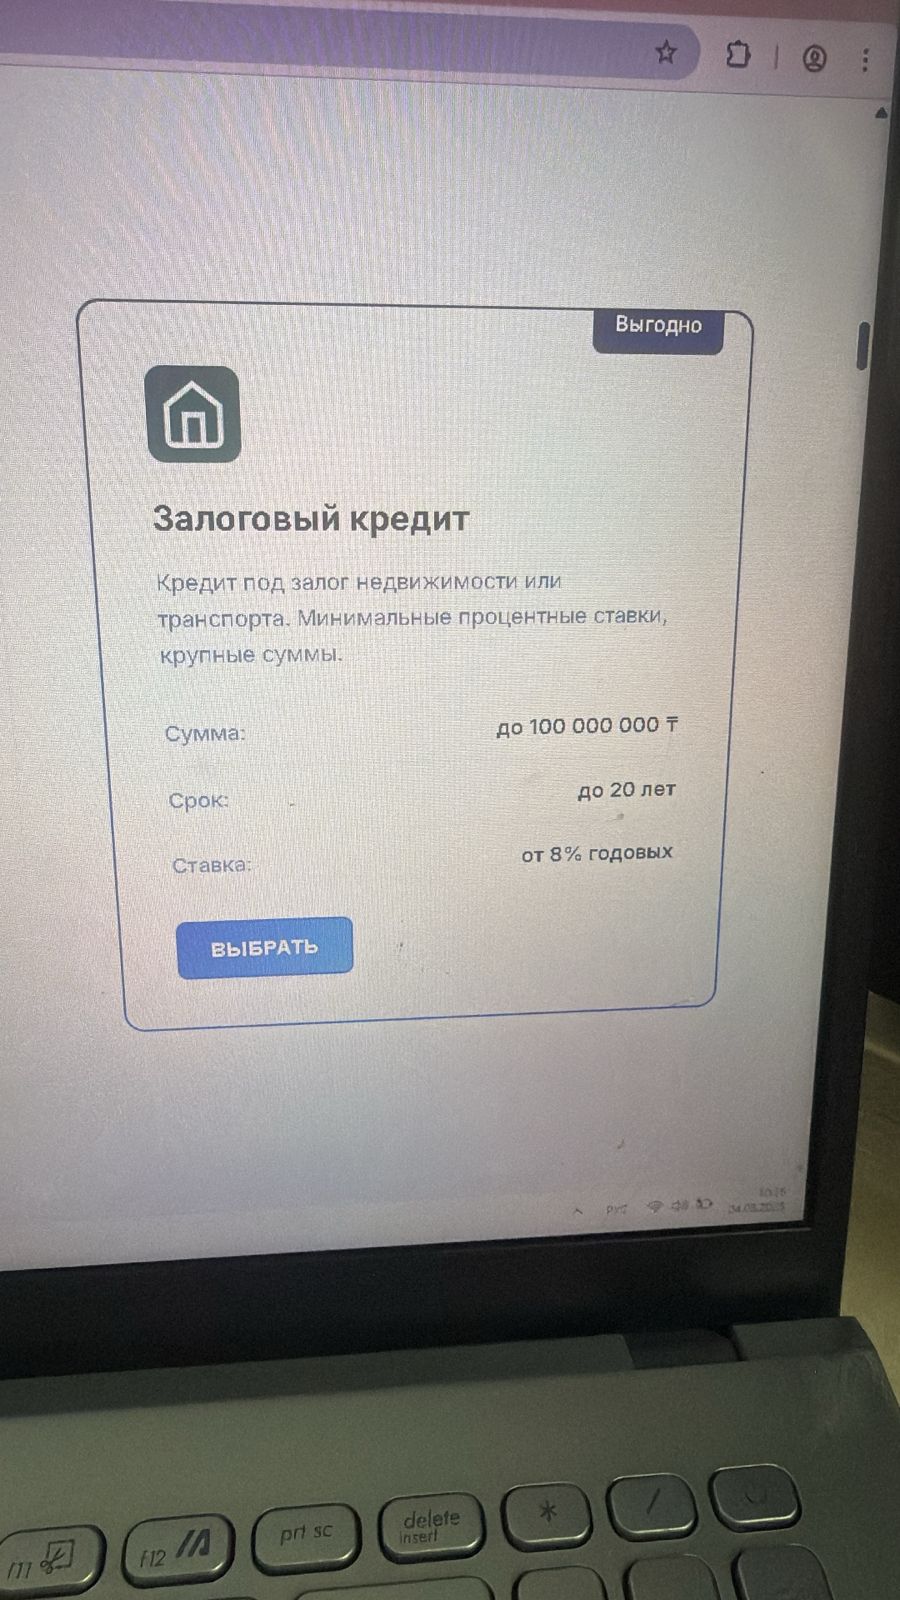 Выгодно
Залоговый кредит
Кредит под залог недвижимости или
транспорта. Минимальные процентные ставки,
крупные суммы.
Сумма: до 100 000 000 ₸
Срок: до 20 лет
Ставка: от 8% годовых
ВЫБРАТЬ
РУС
f11
f12
prt sc
delete
insert
*
/